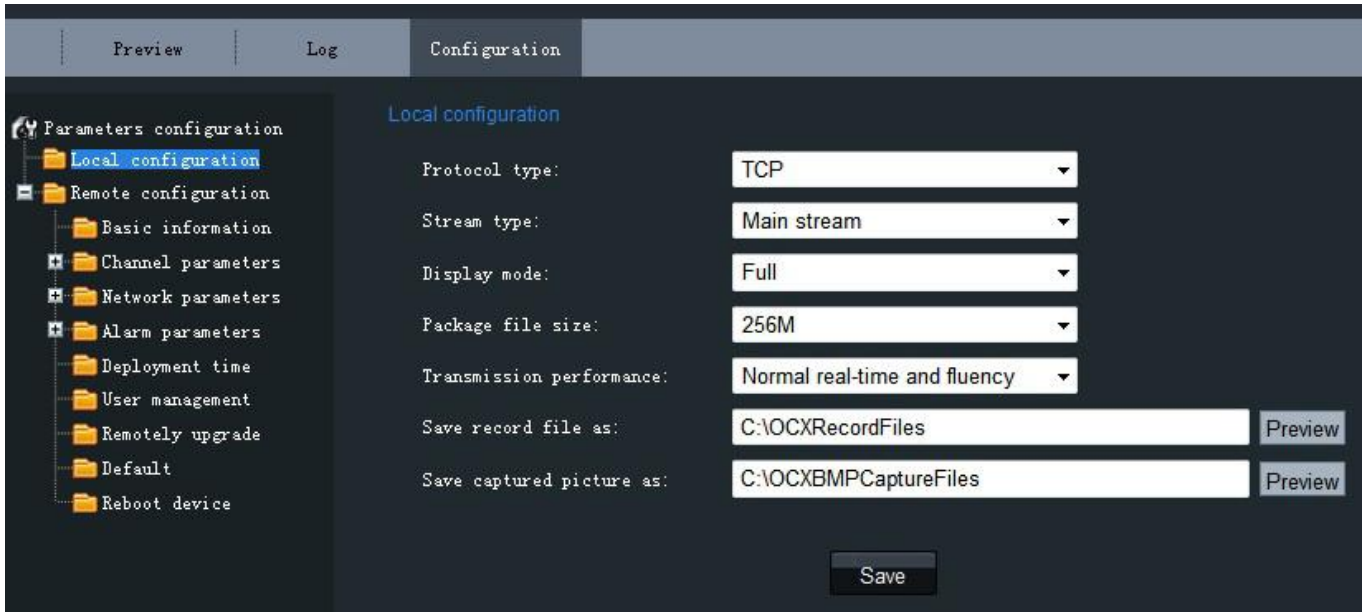 Preview Log Configuration
Parameters configuration
Local configuration
Remote configuration
Basic information
Channel parameters
Network parameters
Alarm parameters
Deployment time
User management
Remotely upgrade
Default
Reboot device
Local configuration
Protocol type: TCP
Stream type: Main stream
Display mode: Full
Package file size: 256M
Transmission performance: Normal real-time and fluency
Save record file as: C:\OCXRecordFiles Preview
Save captured picture as: C:\OCXBMPCaptureFiles Preview
Save